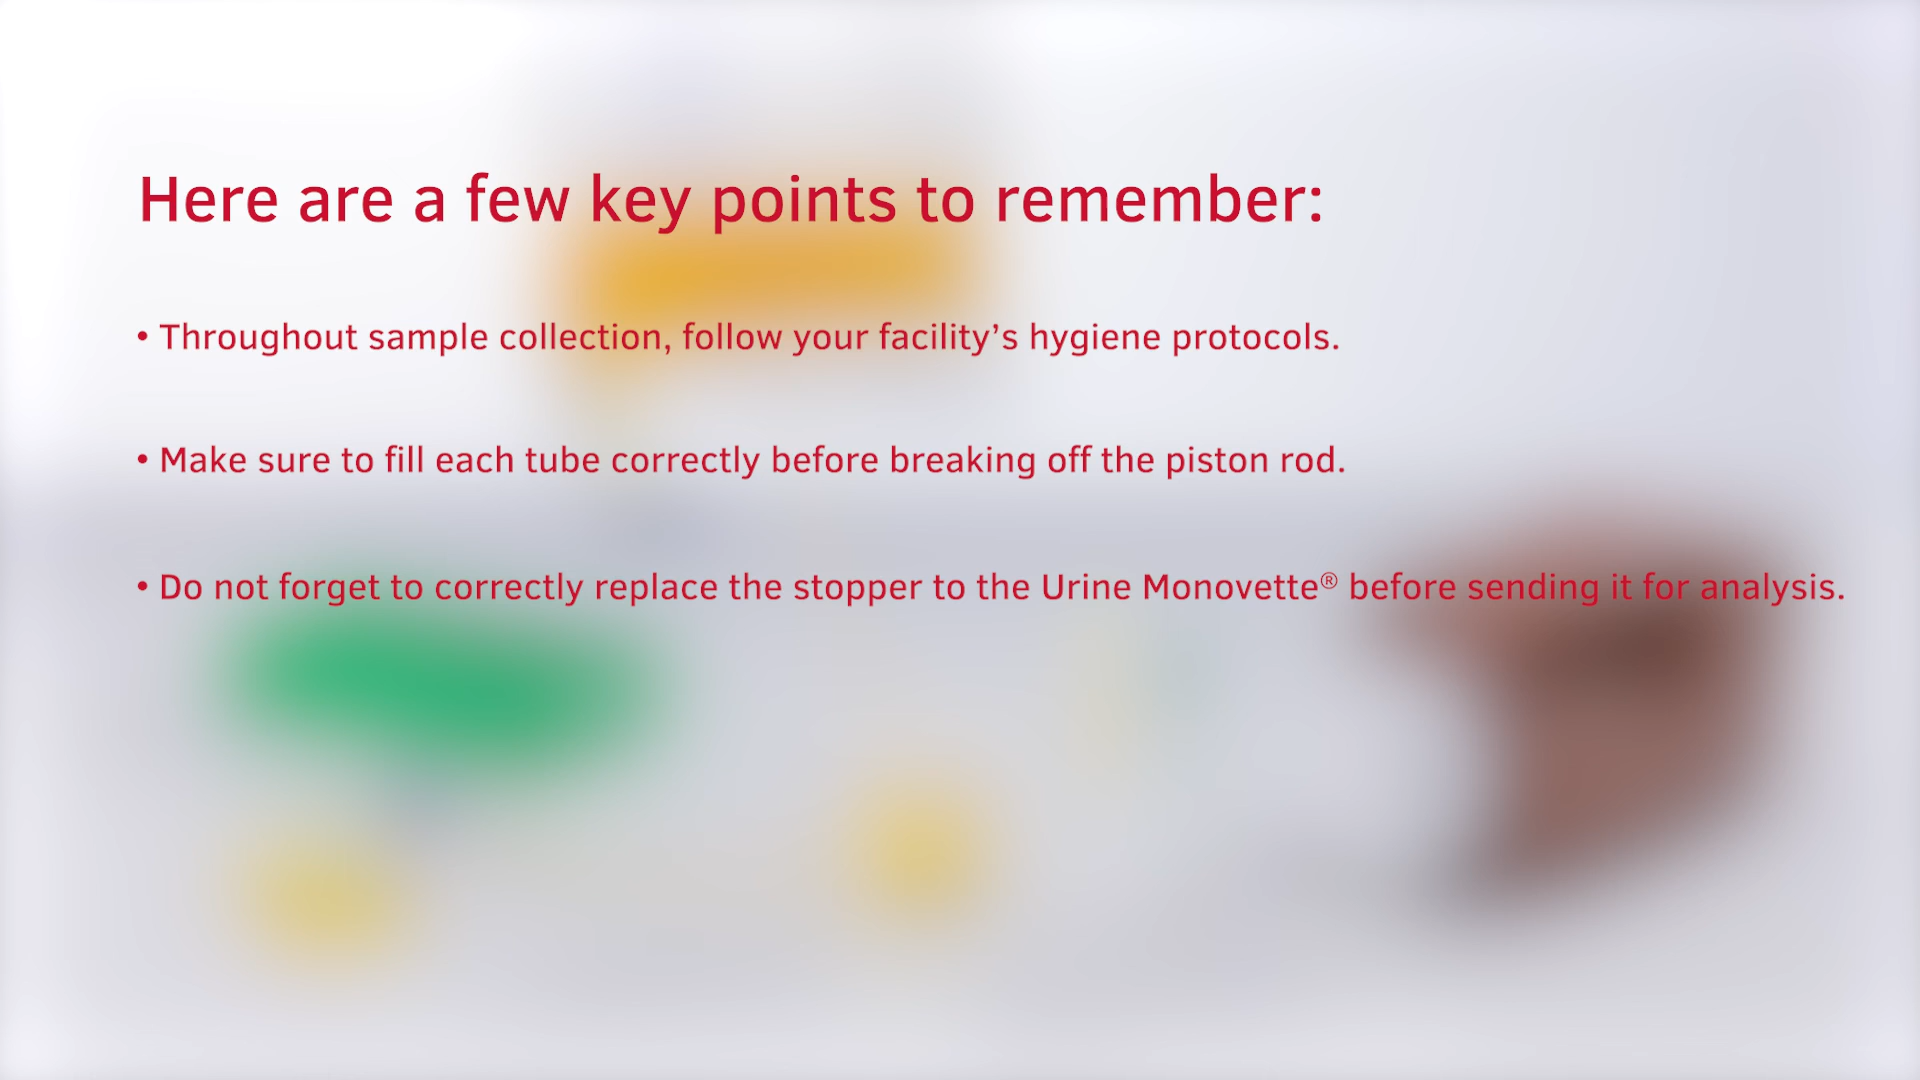 Here are a few key points to remember:
• Throughout sample collection, follow your facility’s hygiene protocols.
• Make sure to fill each tube correctly before breaking off the piston rod.
• Do not forget to correctly replace the stopper to the Urine Monovette® before sending it for analysis.